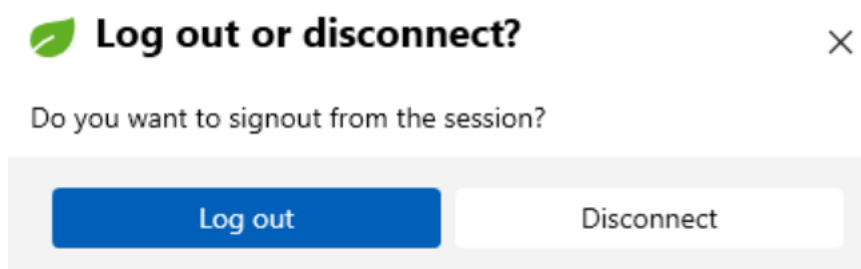 Log out or disconnect?
Do you want to signout from the session?
Log out
Disconnect